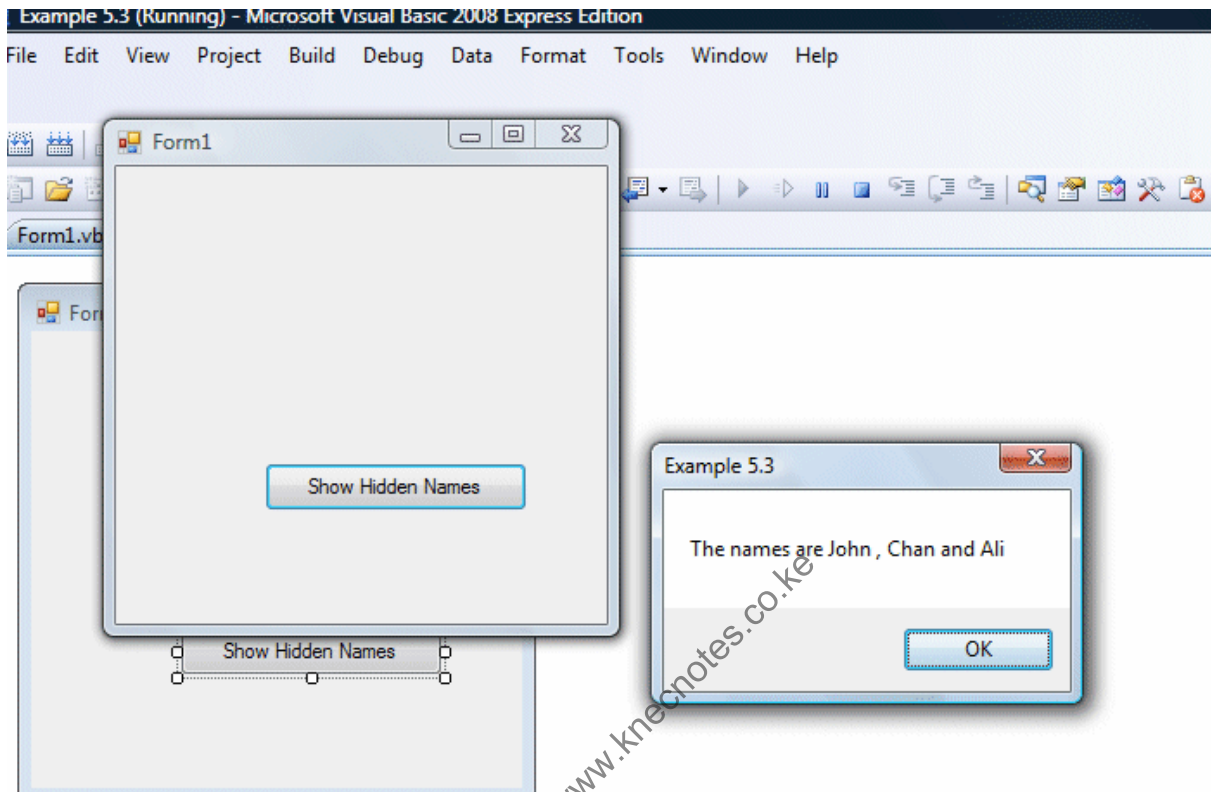 Example 5.3 (Running) - Microsoft Visual Basic 2008 Express Edition
File Edit View Project Build Debug Data Format Tools Window Help
Form1
Form1.vb
Show Hidden Names
Example 5.3
The names are John , Chan and Ali
OK
Show Hidden Names
www.knecnotes.co.ke